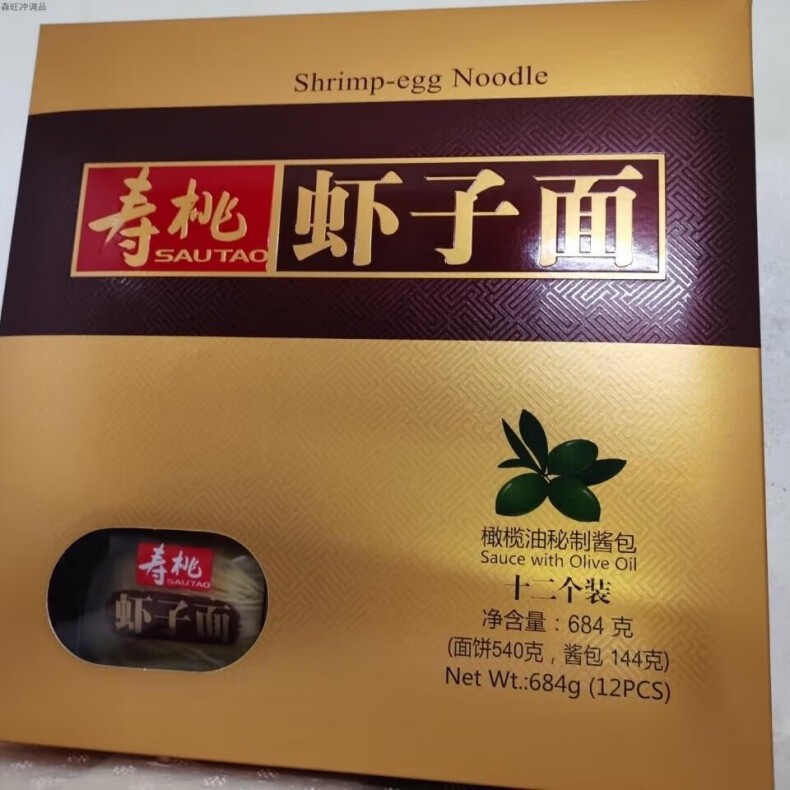 森旺冲调品
Shrimp-egg Noodle
寿桃
SAUTAO
虾子面
橄榄油秘制酱包
Sauce with Olive Oil
十二个装
净含量：684 克
(面饼540克，酱包 144克)
Net Wt.:684g (12PCS)
寿桃
SAUTAO
虾子面